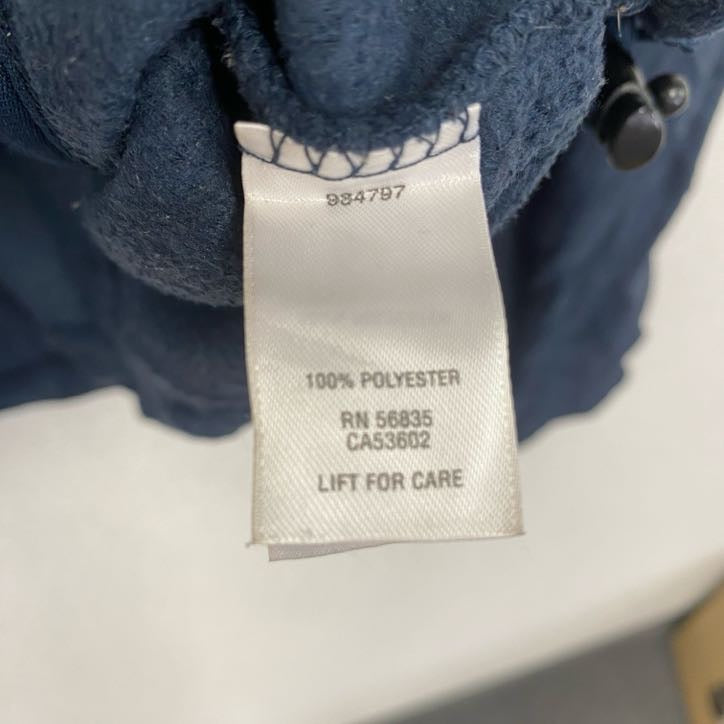 984797
100% POLYESTER
RN 56835
CA53602
LIFT FOR CARE